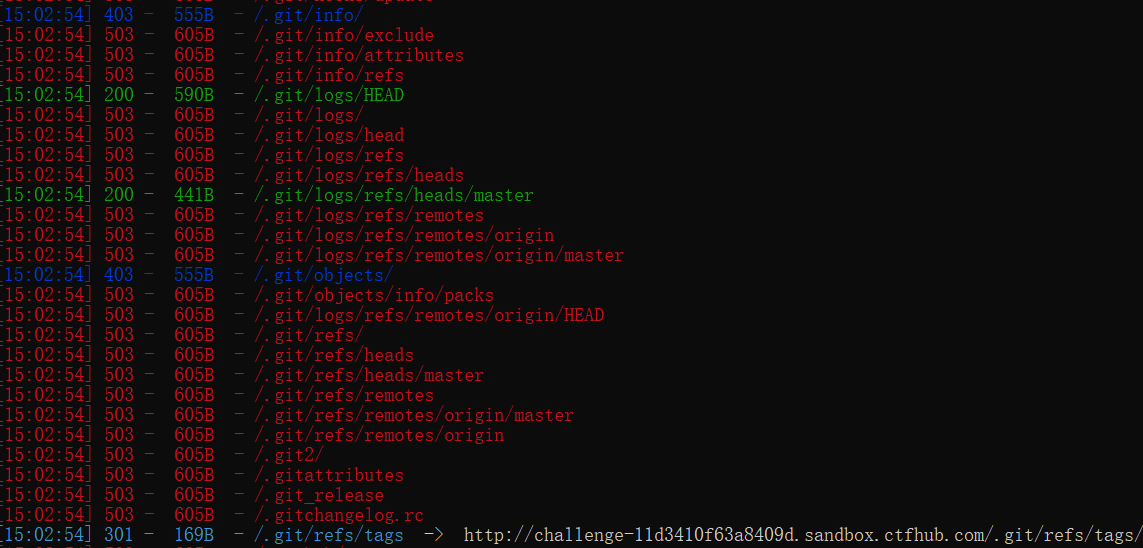 [15:02:54] 403 -  555B  - /.git/info/
[15:02:54] 503 -  605B  - /.git/info/exclude
[15:02:54] 503 -  605B  - /.git/info/attributes
[15:02:54] 503 -  605B  - /.git/info/refs
[15:02:54] 200 -  590B  - /.git/logs/HEAD
[15:02:54] 503 -  605B  - /.git/logs/
[15:02:54] 503 -  605B  - /.git/logs/head
[15:02:54] 503 -  605B  - /.git/logs/refs
[15:02:54] 503 -  605B  - /.git/logs/refs/heads
[15:02:54] 200 -  441B  - /.git/logs/refs/heads/master
[15:02:54] 503 -  605B  - /.git/logs/refs/remotes
[15:02:54] 503 -  605B  - /.git/logs/refs/remotes/origin
[15:02:54] 503 -  605B  - /.git/logs/refs/remotes/origin/master
[15:02:54] 403 -  555B  - /.git/objects/
[15:02:54] 503 -  605B  - /.git/objects/info/packs
[15:02:54] 503 -  605B  - /.git/logs/refs/remotes/origin/HEAD
[15:02:54] 503 -  605B  - /.git/refs/
[15:02:54] 503 -  605B  - /.git/refs/heads
[15:02:54] 503 -  605B  - /.git/refs/heads/master
[15:02:54] 503 -  605B  - /.git/refs/remotes
[15:02:54] 503 -  605B  - /.git/refs/remotes/origin/master
[15:02:54] 503 -  605B  - /.git/refs/remotes/origin
[15:02:54] 503 -  605B  - /.git2/
[15:02:54] 503 -  605B  - /.gitattributes
[15:02:54] 503 -  605B  - /.git_release
[15:02:54] 503 -  605B  - /.gitchangelog.rc
[15:02:54] 301 -  169B  - /.git/refs/tags  ->  http://challenge-11d3410f63a8409d.sandbox.ctfhub.com/.git/refs/tags/